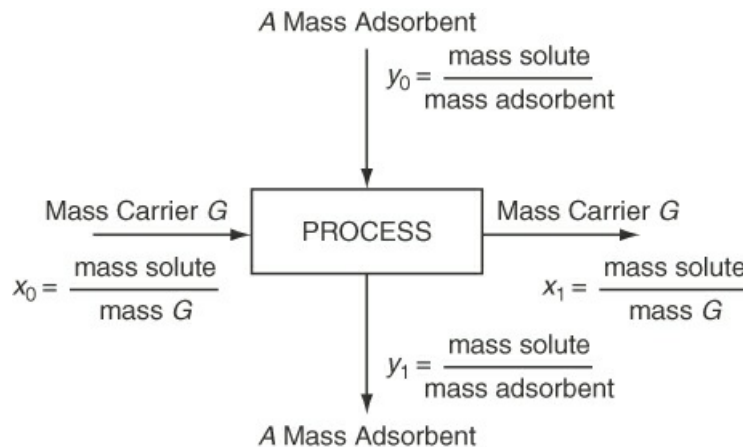 A Mass Adsorbent
y₀ = mass solute
mass adsorbent
Mass Carrier G
PROCESS
Mass Carrier G
x₀ = mass solute
mass G
x₁ = mass solute
mass G
y₁ = mass solute
mass adsorbent
A Mass Adsorbent